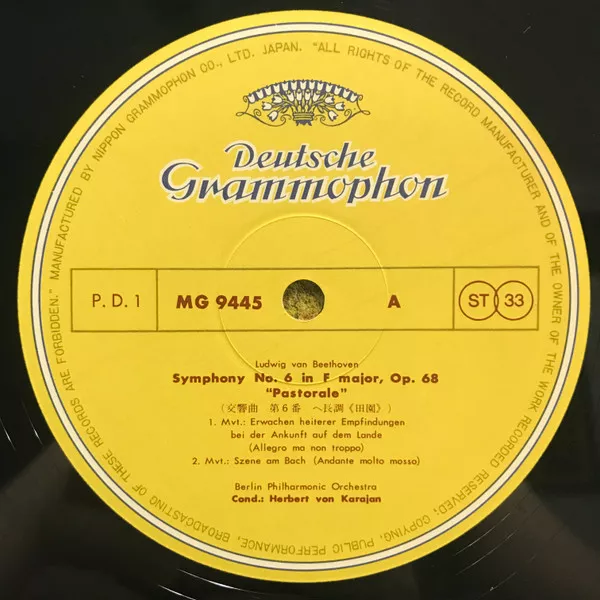 MANUFACTURED BY NIPPON GRAMMOPHON CO., LTD. JAPAN. "ALL RIGHTS OF THE RECORD MANUFACTURER AND OF THE OWNER OF THE WORK RECORDED RESERVED; COPYING, PUBLIC PERFORMANCE, BROADCASTING OF THESE RECORDS ARE FORBIDDEN."
Deutsche
Grammophon
P.D.1 MG 9445 A ST 33
Ludwig van Beethoven
Symphony No. 6 in F major, Op. 68
"Pastorale"
(交響曲 第6番 ヘ長調《田園》)
1. Mvt.: Erwachen heiterer Empfindungen
bei der Ankunft auf dem Lande
(Allegro ma non troppo)
2. Mvt.: Szene am Bach (Andante molto mosso)
Berlin Philharmonic Orchestra
Cond.: Herbert von Karajan